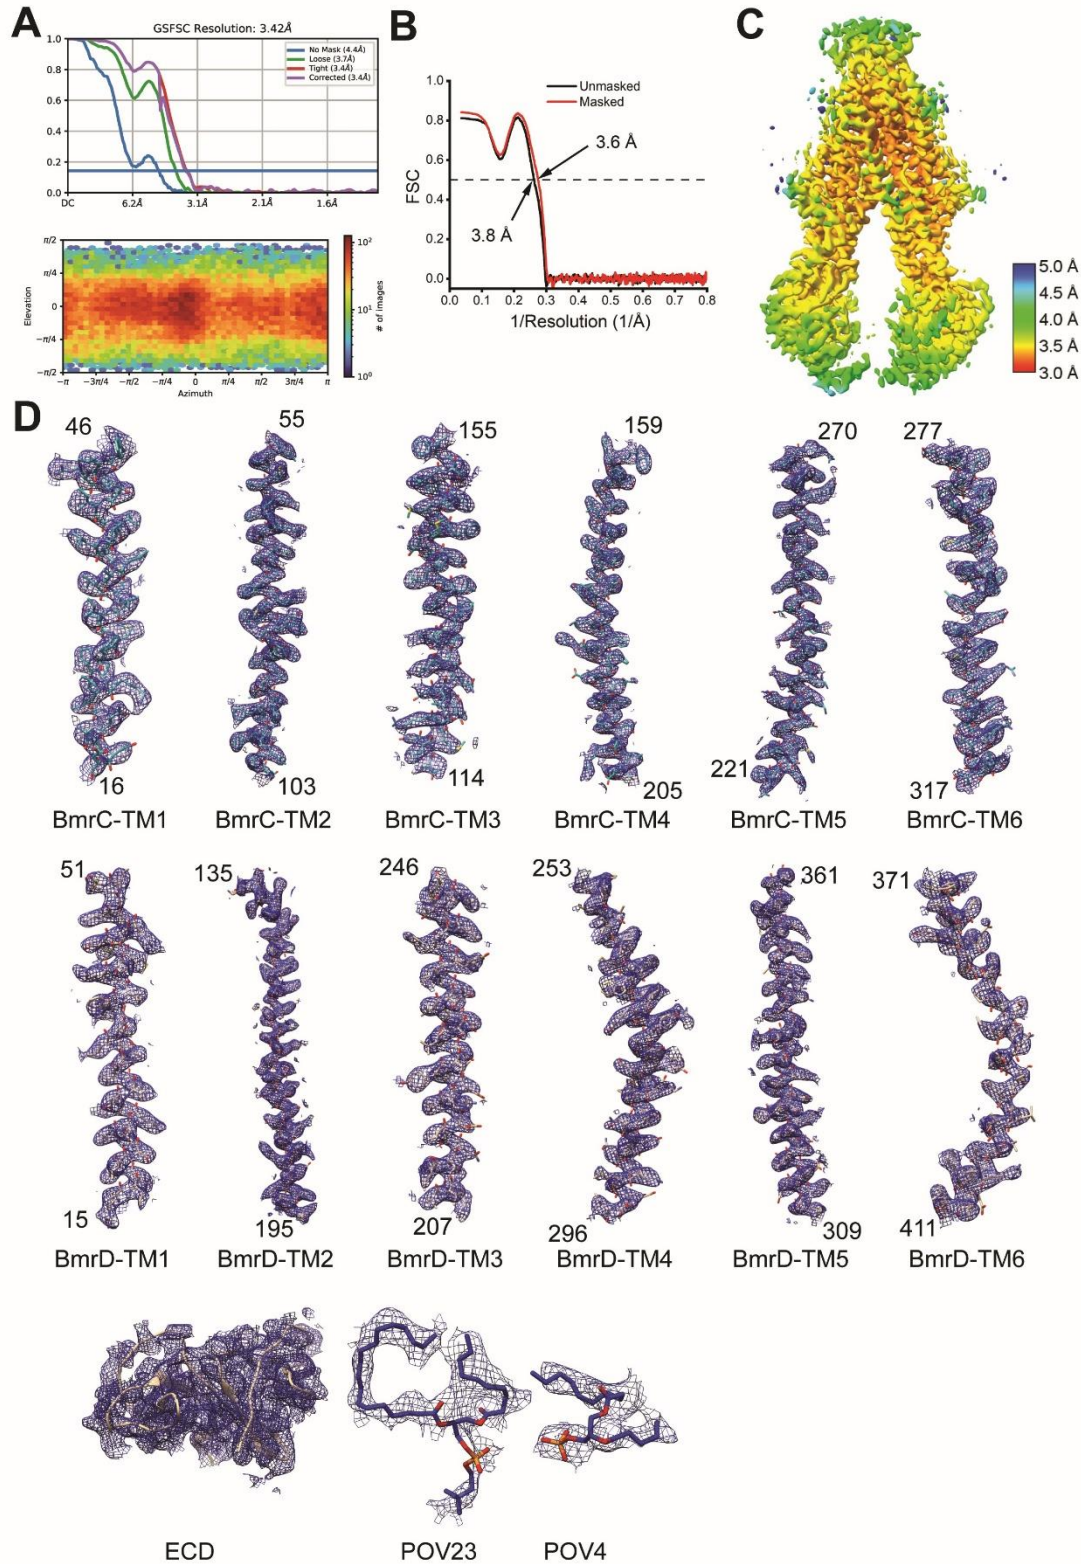 A
GSFSC Resolution: 3.42Å
1.0
0.8
0.6
0.4
0.2
0.0
No Mask (4.4Å)
Loose (3.7Å)
Tight (3.4Å)
Corrected (3.4Å)
DC 6.2Å 3.1Å 2.1Å 1.6Å
π/2
π/4
0
−π/4
−π/2
Elevation
−π −3π/4 −π/2 −π/4 0 π/4 π/2 3π/4 π
Azimuth
10²
10¹
10⁰
# of images
B
1.0
0.8
0.6
0.4
0.2
0.0
FSC
Unmasked
Masked
3.6 Å
3.8 Å
0.0 0.1 0.2 0.3 0.4 0.5 0.6 0.7 0.8
1/Resolution (1/Å)
C
5.0 Å
4.5 Å
4.0 Å
3.5 Å
3.0 Å
D
46 55 155 159 270 277
16 103 114 205 221 317
BmrC-TM1 BmrC-TM2 BmrC-TM3 BmrC-TM4 BmrC-TM5 BmrC-TM6
51 135 246 253 361 371
15 195 207 296 309 411
BmrD-TM1 BmrD-TM2 BmrD-TM3 BmrD-TM4 BmrD-TM5 BmrD-TM6
ECD POV23 POV4